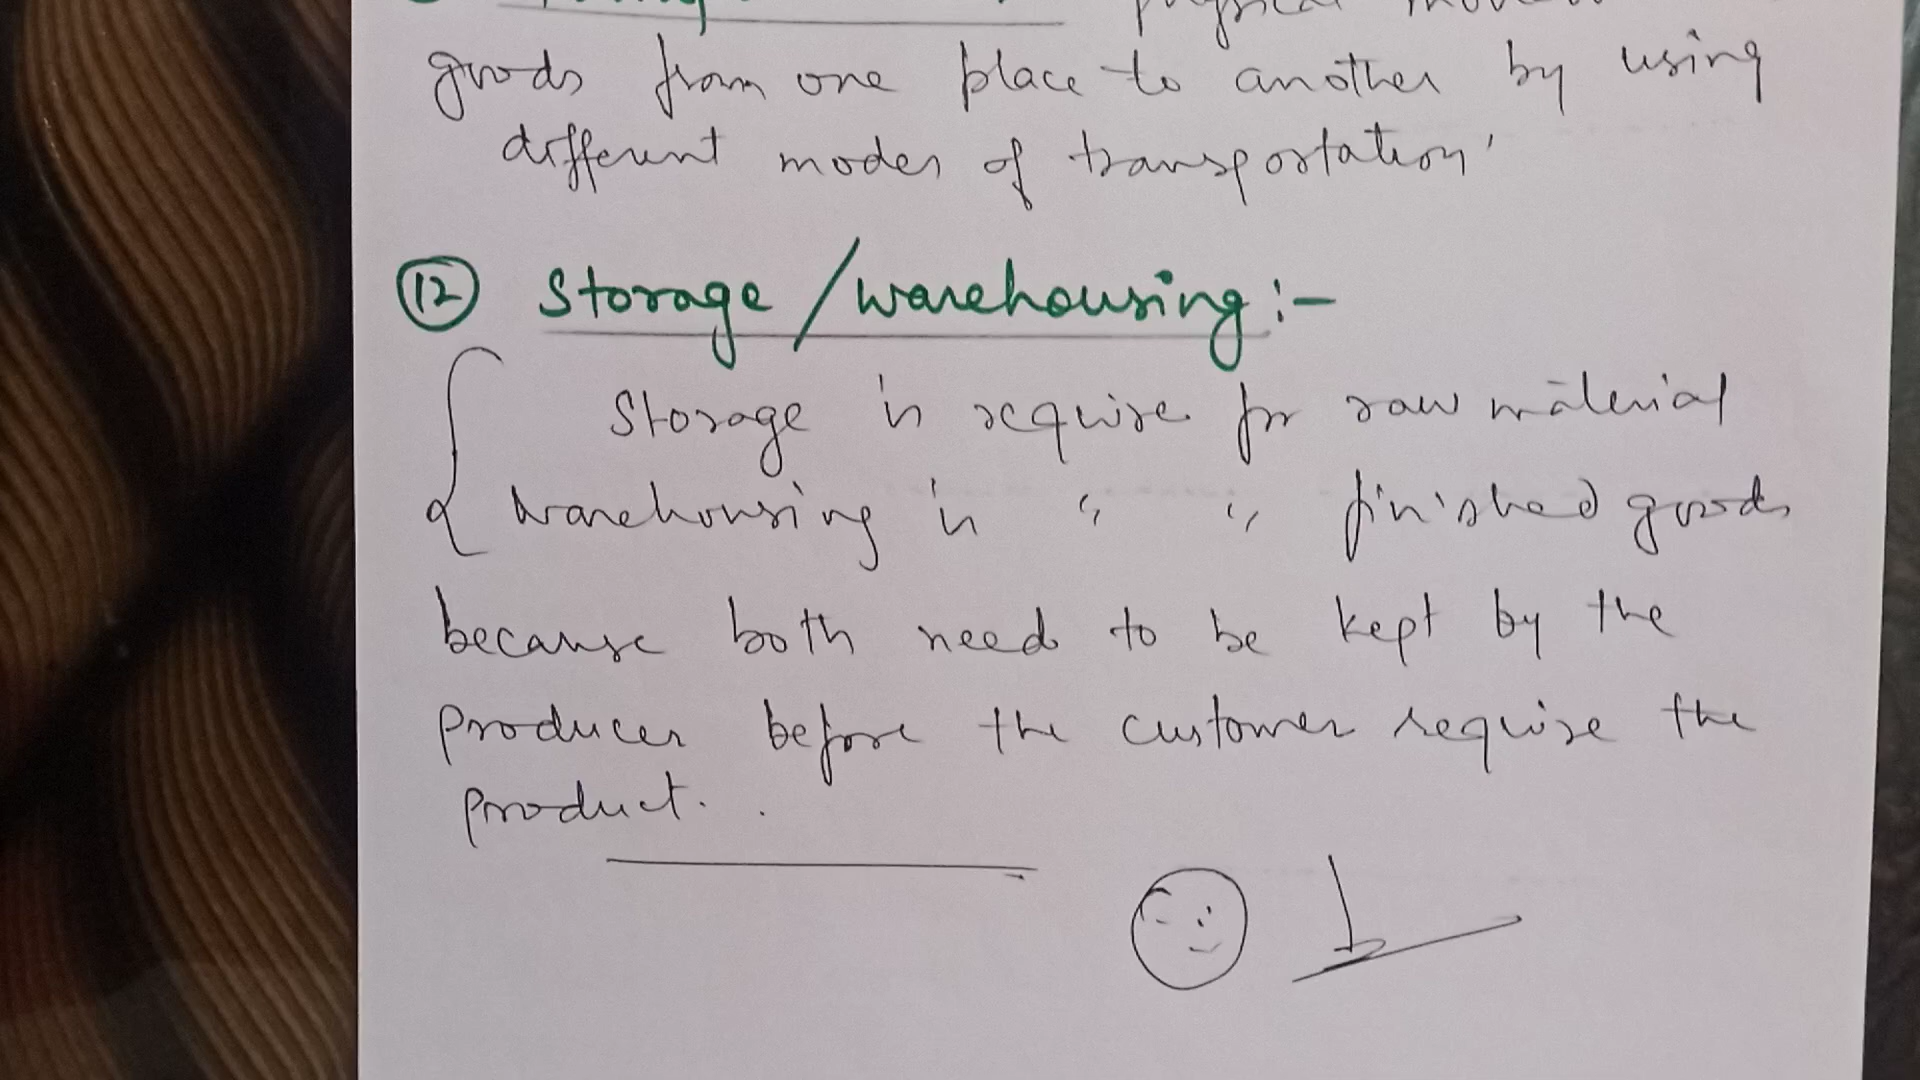 physical
goods from one place to another by using
different modes of transportation'
12 Storage/warehousing:-
Storage is require for raw material
& warehousing is " " finished goods
because both need to be kept by the
producer before the customer require the
product.